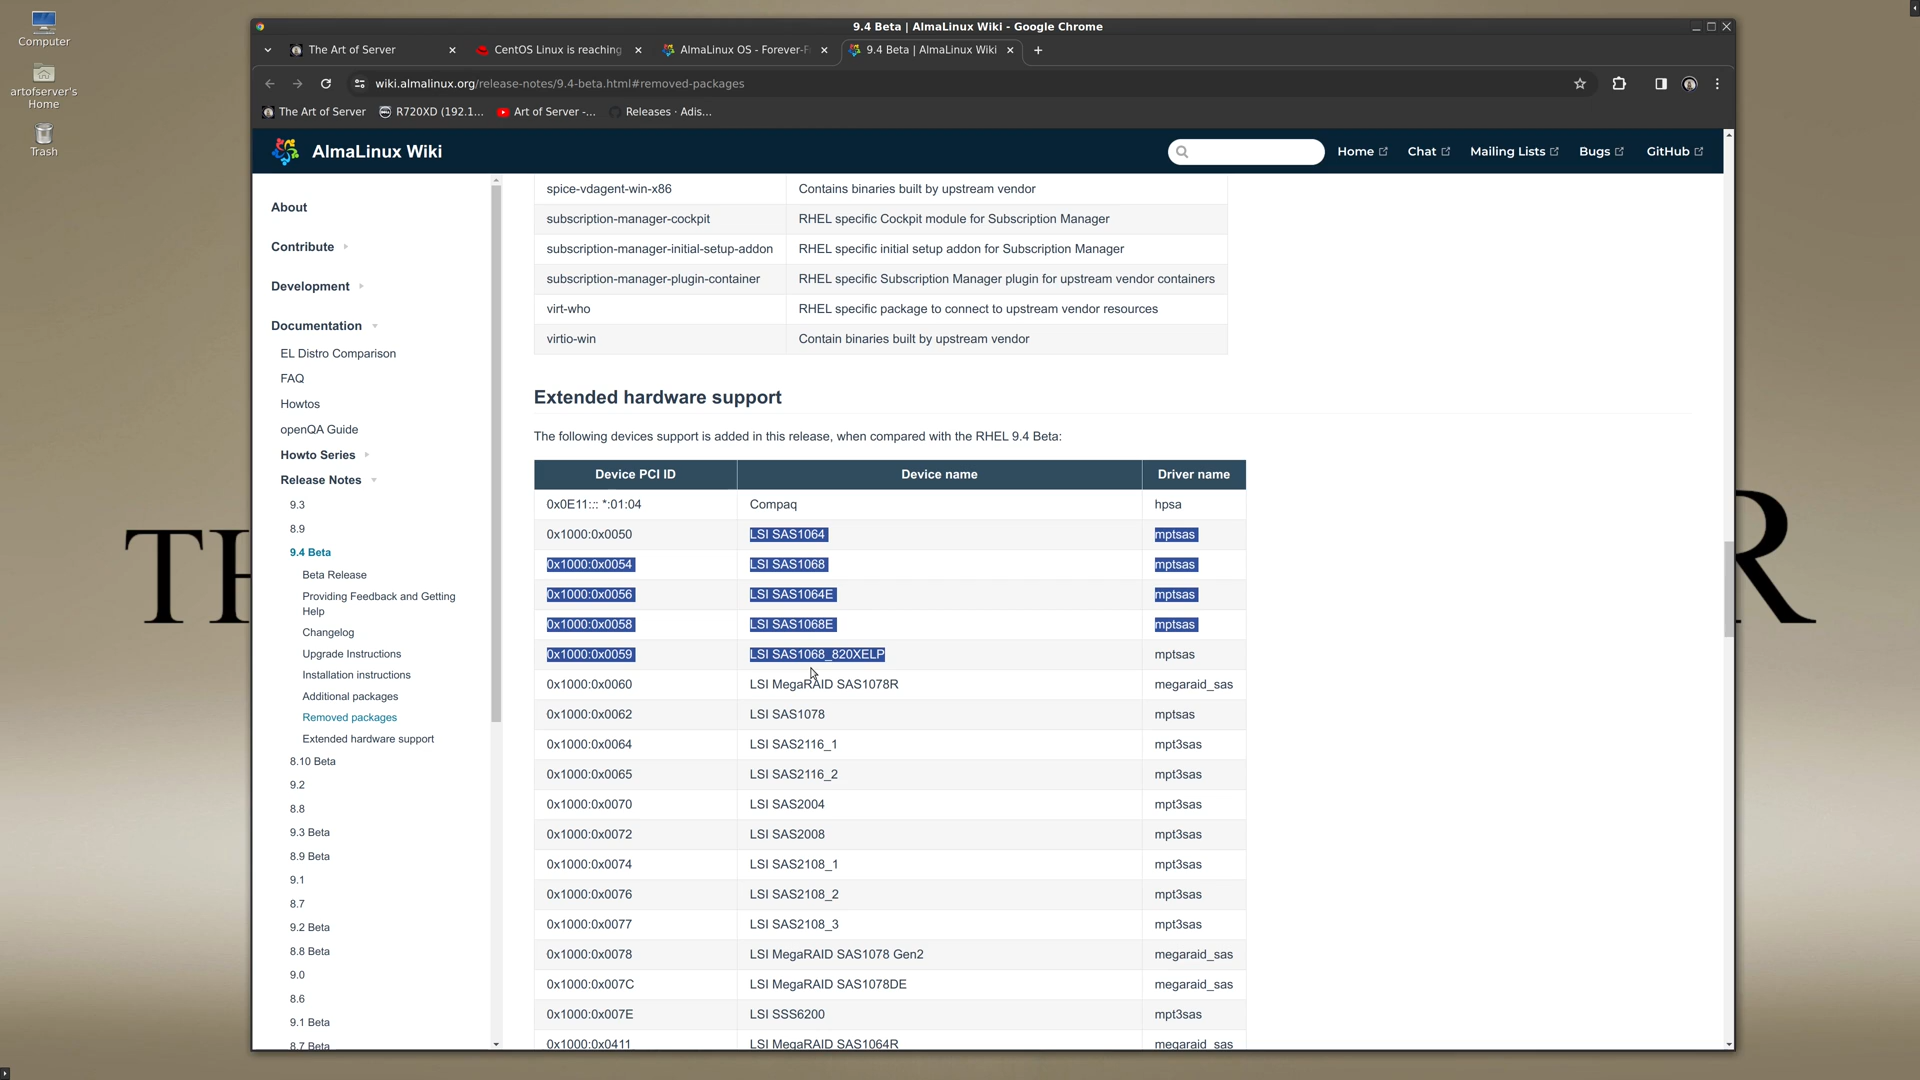 Computer
artofserver's
Home
Trash
9.4 Beta | AlmaLinux Wiki - Google Chrome
The Art of Server
CentOS Linux is reaching
AlmaLinux OS - Forever-F
9.4 Beta | AlmaLinux Wiki
wiki.almalinux.org/release-notes/9.4-beta.html#removed-packages
The Art of Server
R720XD (192.1...
Art of Server -...
Releases · Adis...
AlmaLinux Wiki
Home
Chat
Mailing Lists
Bugs
GitHub
About
Contribute
Development
Documentation
EL Distro Comparison
FAQ
Howtos
openQA Guide
Howto Series
Release Notes
9.3
8.9
9.4 Beta
Beta Release
Providing Feedback and Getting
Help
Changelog
Upgrade Instructions
Installation instructions
Additional packages
Removed packages
Extended hardware support
8.10 Beta
9.2
8.8
9.3 Beta
8.9 Beta
9.1
8.7
9.2 Beta
8.8 Beta
9.0
8.6
9.1 Beta
8.7 Beta
spice-vdagent-win-x86 Contains binaries built by upstream vendor
subscription-manager-cockpit RHEL specific Cockpit module for Subscription Manager
subscription-manager-initial-setup-addon RHEL specific initial setup addon for Subscription Manager
subscription-manager-plugin-container RHEL specific Subscription Manager plugin for upstream vendor containers
virt-who RHEL specific package to connect to upstream vendor resources
virtio-win Contain binaries built by upstream vendor
Extended hardware support
The following devices support is added in this release, when compared with the RHEL 9.4 Beta:
Device PCI ID Device name Driver name
0x0E11::: *:01:04 Compaq hpsa
0x1000:0x0050 LSI SAS1064 mptsas
0x1000:0x0054 LSI SAS1068 mptsas
0x1000:0x0056 LSI SAS1064E mptsas
0x1000:0x0058 LSI SAS1068E mptsas
0x1000:0x0059 LSI SAS1068_820XELP mptsas
0x1000:0x0060 LSI MegaRAID SAS1078R megaraid_sas
0x1000:0x0062 LSI SAS1078 mptsas
0x1000:0x0064 LSI SAS2116_1 mpt3sas
0x1000:0x0065 LSI SAS2116_2 mpt3sas
0x1000:0x0070 LSI SAS2004 mpt3sas
0x1000:0x0072 LSI SAS2008 mpt3sas
0x1000:0x0074 LSI SAS2108_1 mpt3sas
0x1000:0x0076 LSI SAS2108_2 mpt3sas
0x1000:0x0077 LSI SAS2108_3 mpt3sas
0x1000:0x0078 LSI MegaRAID SAS1078 Gen2 megaraid_sas
0x1000:0x007C LSI MegaRAID SAS1078DE megaraid_sas
0x1000:0x007E LSI SSS6200 mpt3sas
0x1000:0x0411 LSI MegaRAID SAS1064R megaraid_sas
TH
R